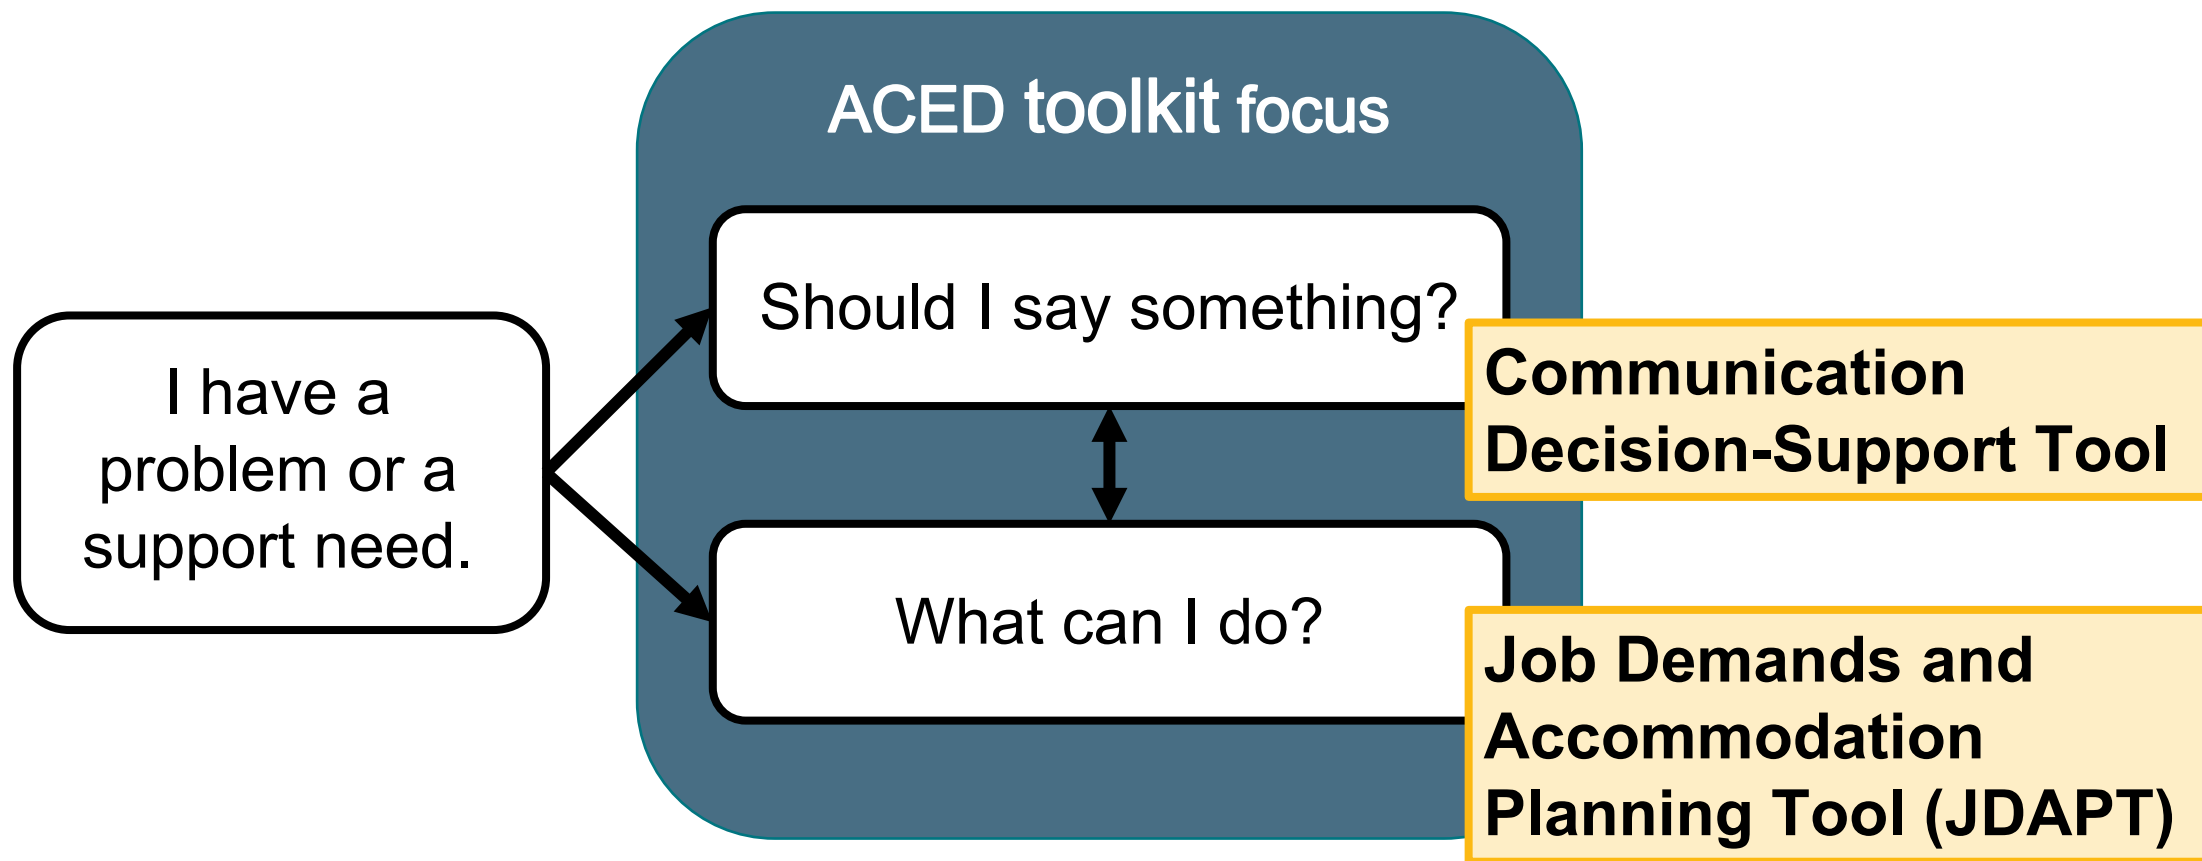 ACED toolkit focus
I have a
problem or a
support need.
Should I say something?
Communication
Decision-Support Tool
What can I do?
Job Demands and
Accommodation
Planning Tool (JDAPT)